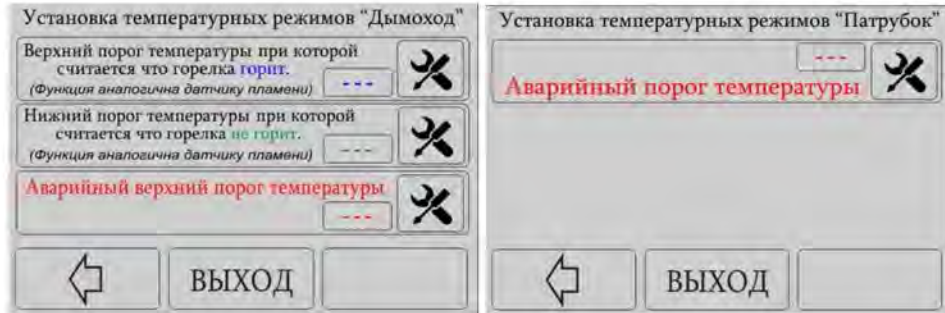 Установка температурных режимов “Дымоход”
Верхний порог температуры при которой
считается что горелка горит.
(Функция аналогична датчику пламени)
---
Нижний порог температуры при которой
считается что горелка не горит.
(Функция аналогична датчику пламени)
---
Аварийный верхний порог температуры
---
ВЫХОД
Установка температурных режимов “Патрубок”
---
Аварийный порог температуры
ВЫХОД